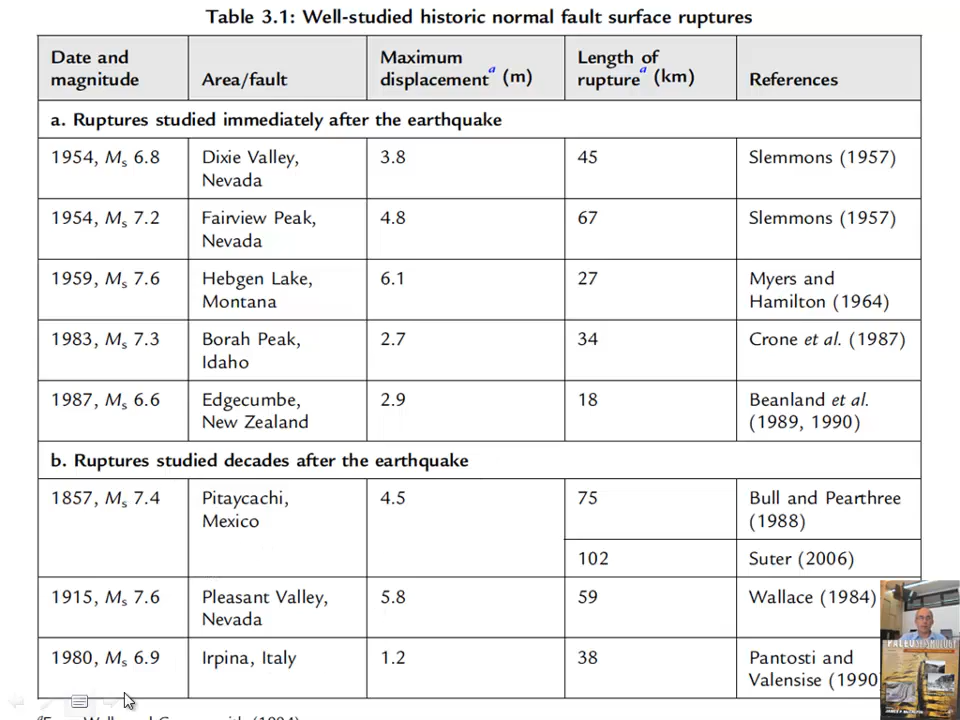 Table 3.1: Well-studied historic normal fault surface ruptures
Date and magnitude Area/fault Maximum displacementᵃ (m) Length of ruptureᵃ (km) References
a. Ruptures studied immediately after the earthquake
1954, Mₛ 6.8 Dixie Valley, Nevada 3.8 45 Slemmons (1957)
1954, Mₛ 7.2 Fairview Peak, Nevada 4.8 67 Slemmons (1957)
1959, Mₛ 7.6 Hebgen Lake, Montana 6.1 27 Myers and Hamilton (1964)
1983, Mₛ 7.3 Borah Peak, Idaho 2.7 34 Crone et al. (1987)
1987, Mₛ 6.6 Edgecumbe, New Zealand 2.9 18 Beanland et al. (1989, 1990)
b. Ruptures studied decades after the earthquake
1857, Mₛ 7.4 Pitaycachi, Mexico 4.5 75 Bull and Pearthree (1988)
102 Suter (2006)
1915, Mₛ 7.6 Pleasant Valley, Nevada 5.8 59 Wallace (1984)
1980, Mₛ 6.9 Irpina, Italy 1.2 38 Pantosti and Valensise (1990
PALEOSEISMOLOGY